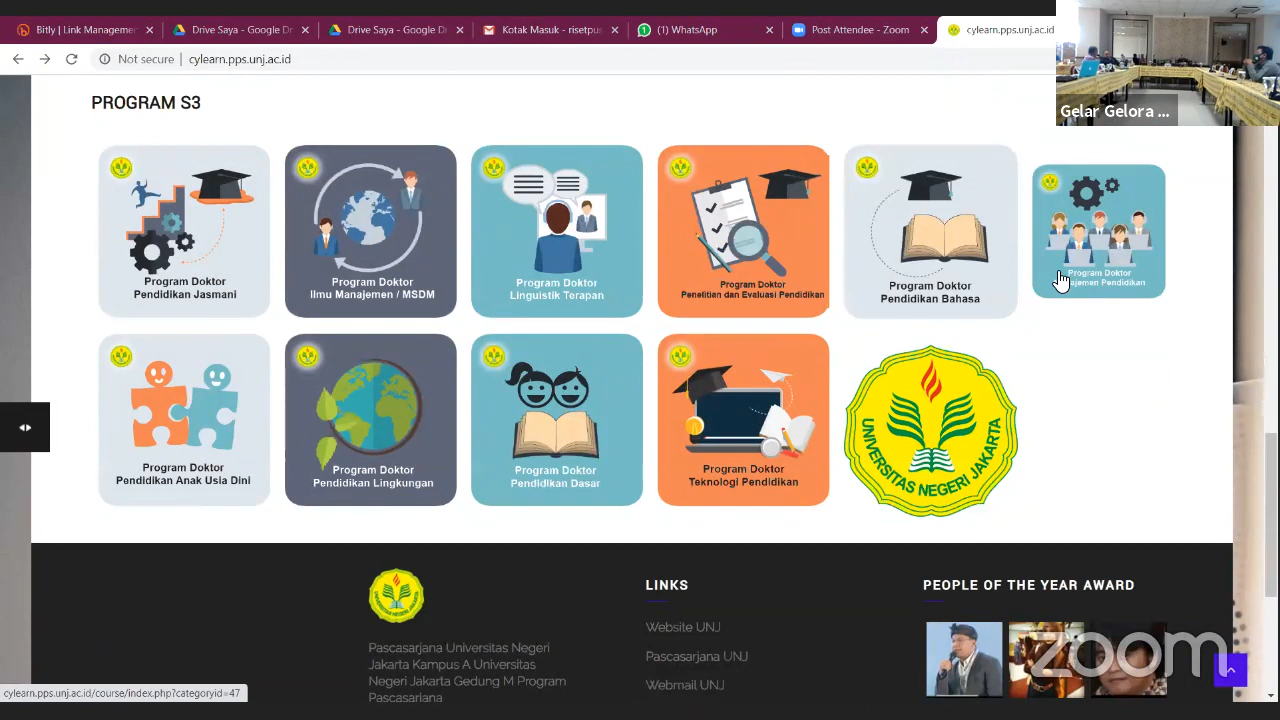 Bitly | Link Managemen
Drive Saya - Google Dr
Drive Saya - Google Dr
Kotak Masuk - risetpus
(1) WhatsApp
Post Attendee - Zoom
cylearn.pps.unj.ac.id
Not secure | cylearn.pps.unj.ac.id
Gelar Gelora ...
PROGRAM S3
Program Doktor
Pendidikan Jasmani
Program Doktor
Ilmu Manajemen / MSDM
Program Doktor
Linguistik Terapan
Program Doktor
Penelitian dan Evaluasi Pendidikan
Program Doktor
Pendidikan Bahasa
Program Doktor
ajemen Pendidikan
Program Doktor
Pendidikan Anak Usia Dini
Program Doktor
Pendidikan Lingkungan
Program Doktor
Pendidikan Dasar
Program Doktor
Teknologi Pendidikan
UNIVERSITAS NEGERI JAKARTA
Pascasarjana Universitas Negeri
Jakarta Kampus A Universitas
Negeri Jakarta Gedung M Program
Pascasarjana
LINKS
Website UNJ
Pascasarjana UNJ
Webmail UNJ
PEOPLE OF THE YEAR AWARD
zoom
cylearn.pps.unj.ac.id/course/index.php?categoryid=47